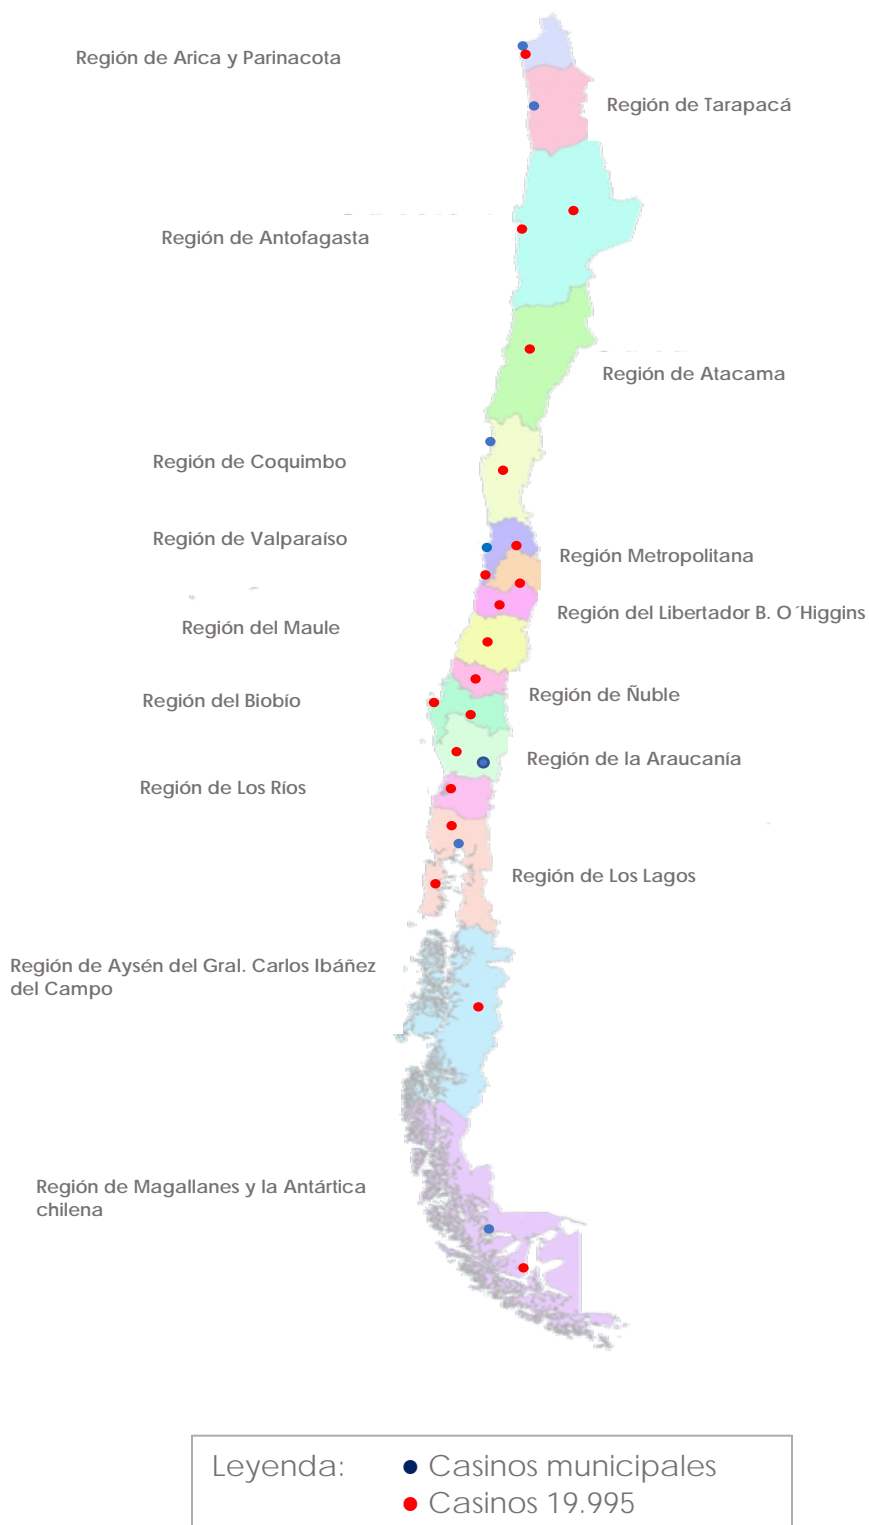 Región de Arica y Parinacota
Región de Tarapacá
Región de Antofagasta
Región de Atacama
Región de Coquimbo
Región de Valparaíso
Región Metropolitana
Región del Libertador B. O´Higgins
Región del Maule
Región de Ñuble
Región del Biobío
Región de la Araucanía
Región de Los Ríos
Región de Los Lagos
Región de Aysén del Gral. Carlos Ibáñez
del Campo
Región de Magallanes y la Antártica
chilena
Leyenda: Casinos municipales
Casinos 19.995